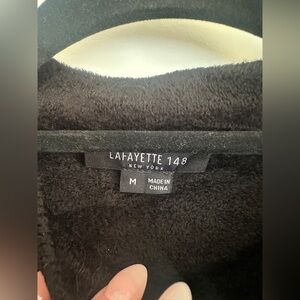 LAFAYETTE 148
NEW YORK
M
MADE IN
CHINA